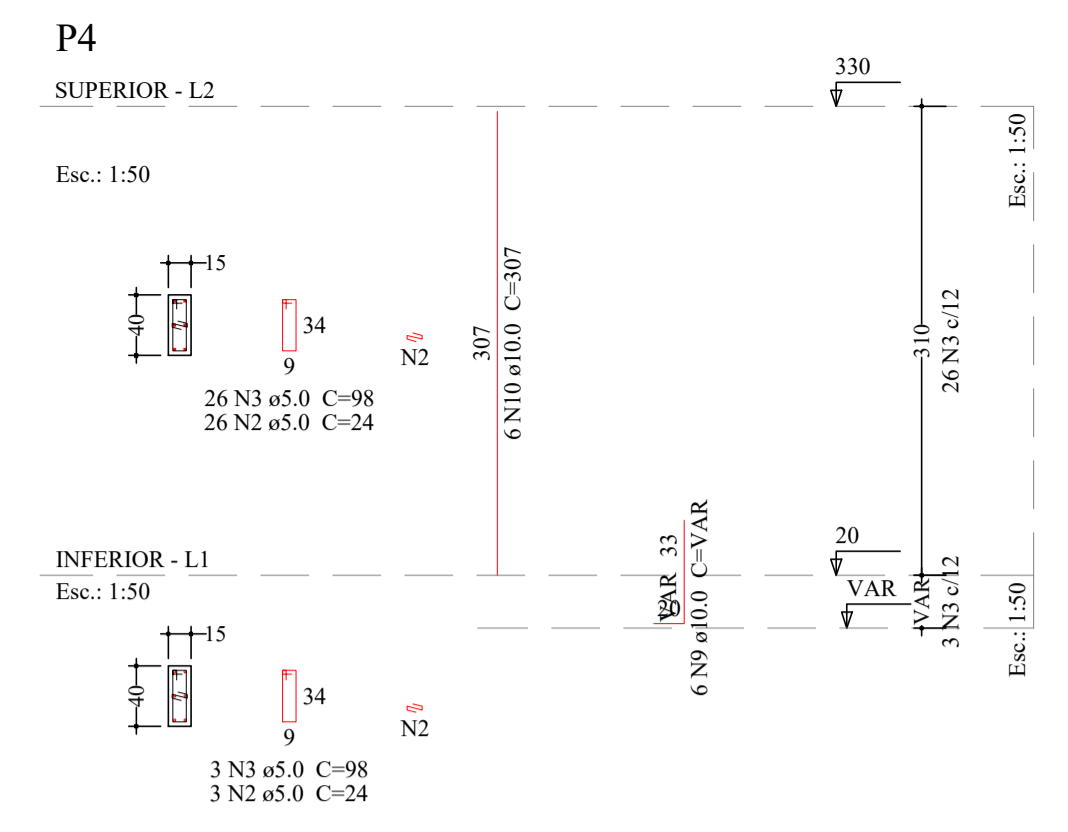 P4
SUPERIOR - L2
330
Esc.: 1:50
Esc.: 1:50
15
40
34
9
N2
26 N3 ø5.0 C=98
26 N2 ø5.0 C=24
307
6 N10 ø10.0 C=307
310
26 N3 c/12
INFERIOR - L1
20
Esc.: 1:50
VAR
VAR 33
20
6 N9 ø10.0 C=VAR
VAR
3 N3 c/12
Esc.: 1:50
15
40
34
9
N2
3 N3 ø5.0 C=98
3 N2 ø5.0 C=24